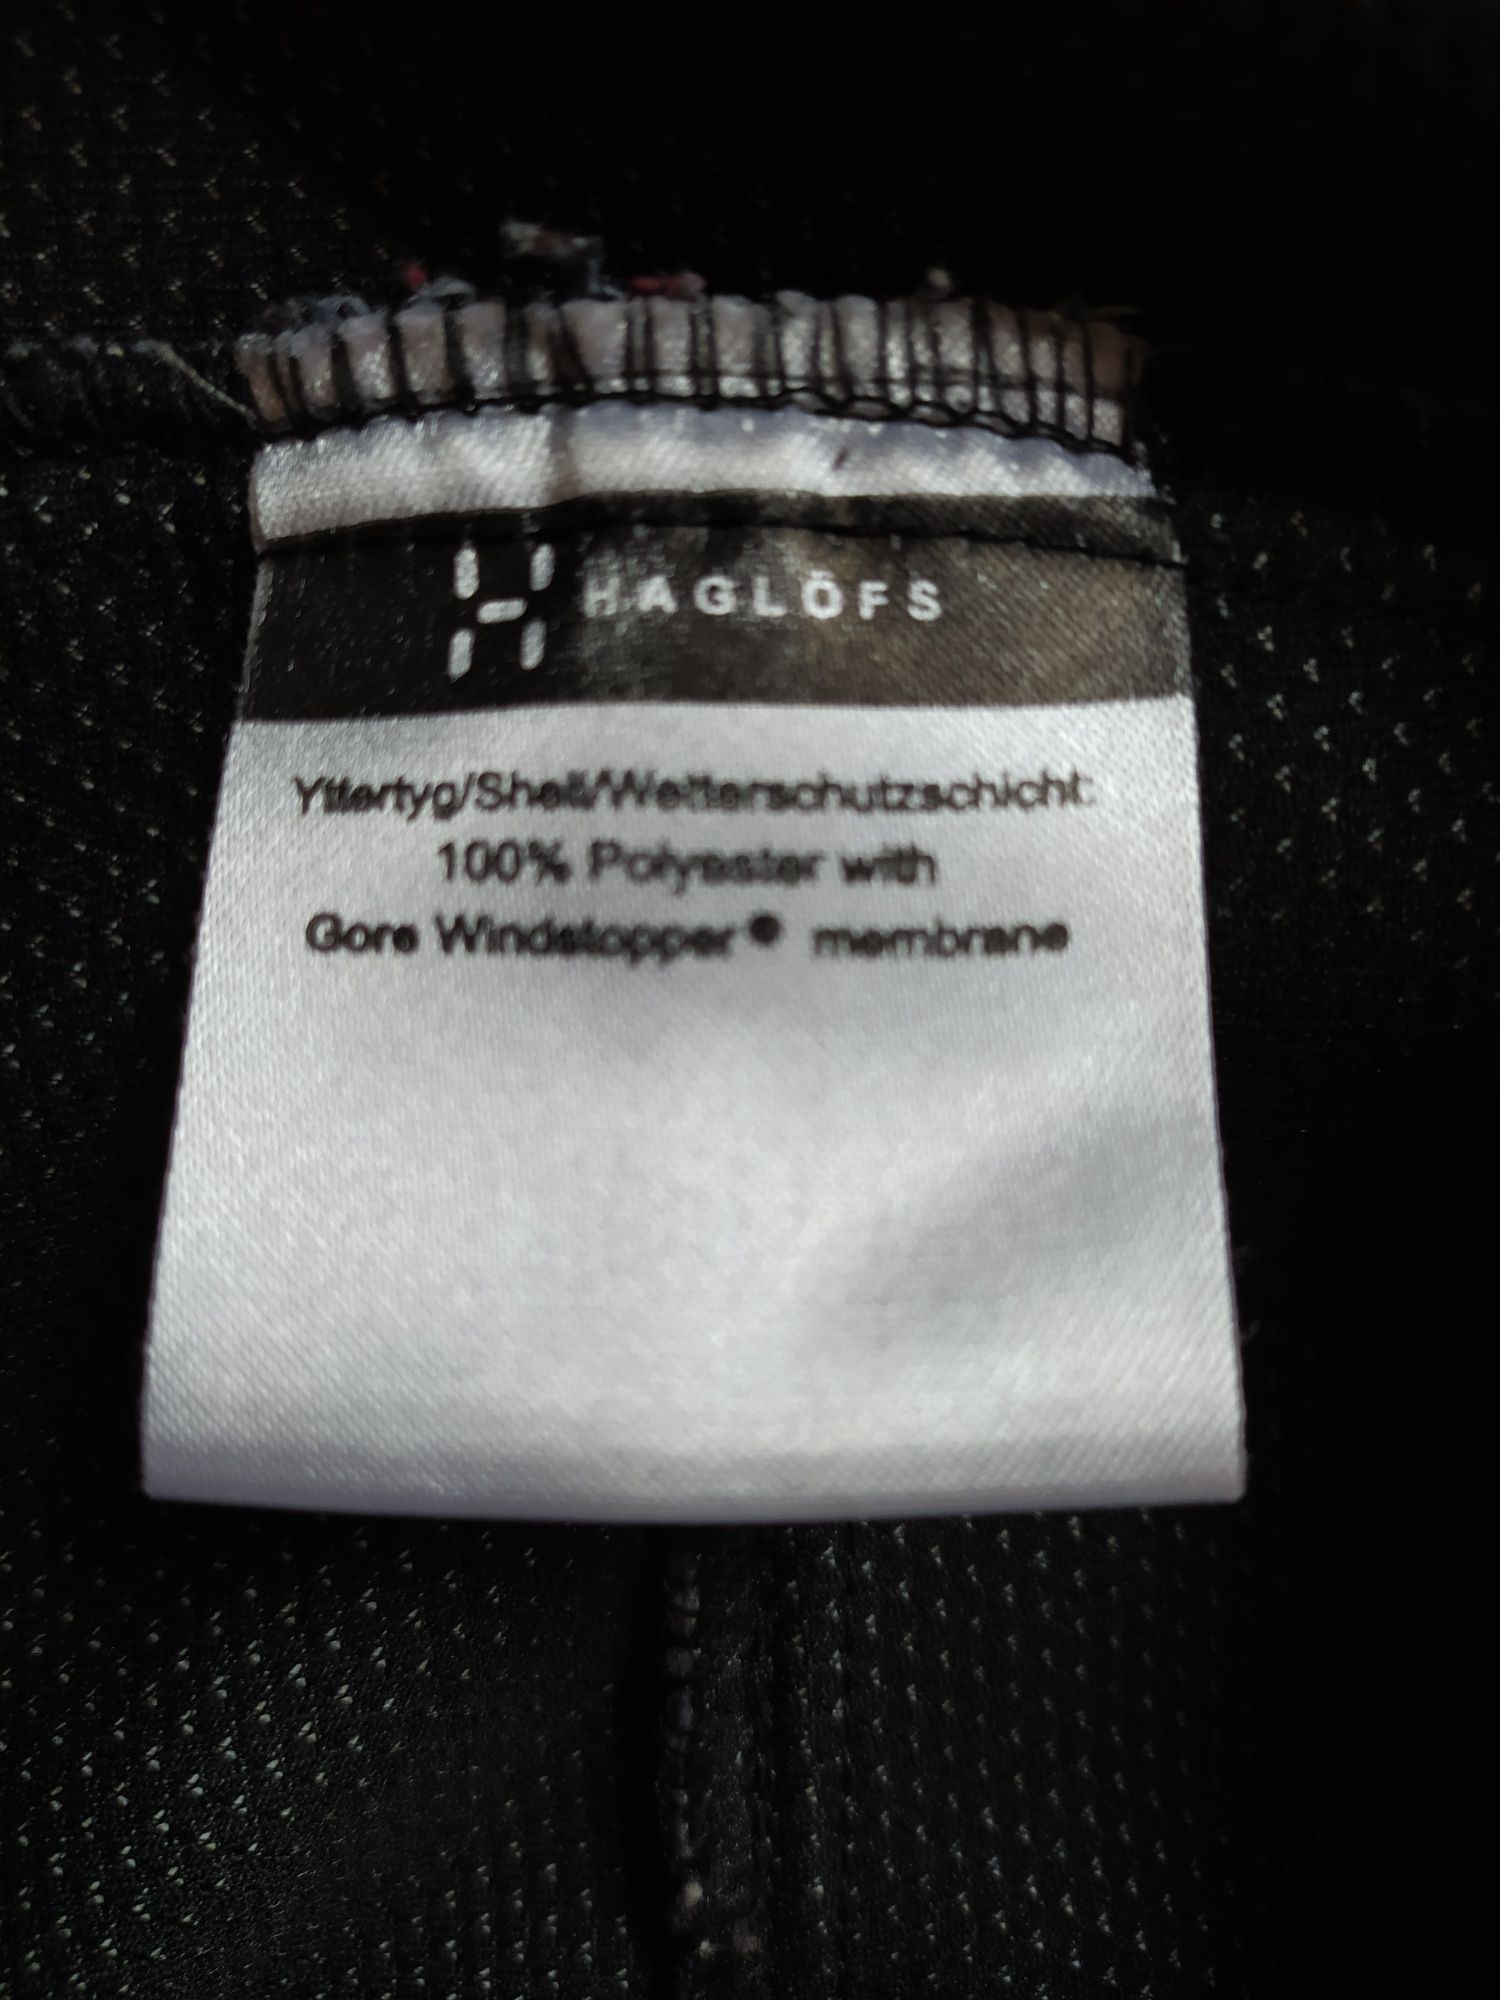 HAGLÖFS
Yttertyg/Shell/Wetterschutzschicht:
100% Polyester with
Gore Windstopper® membrane